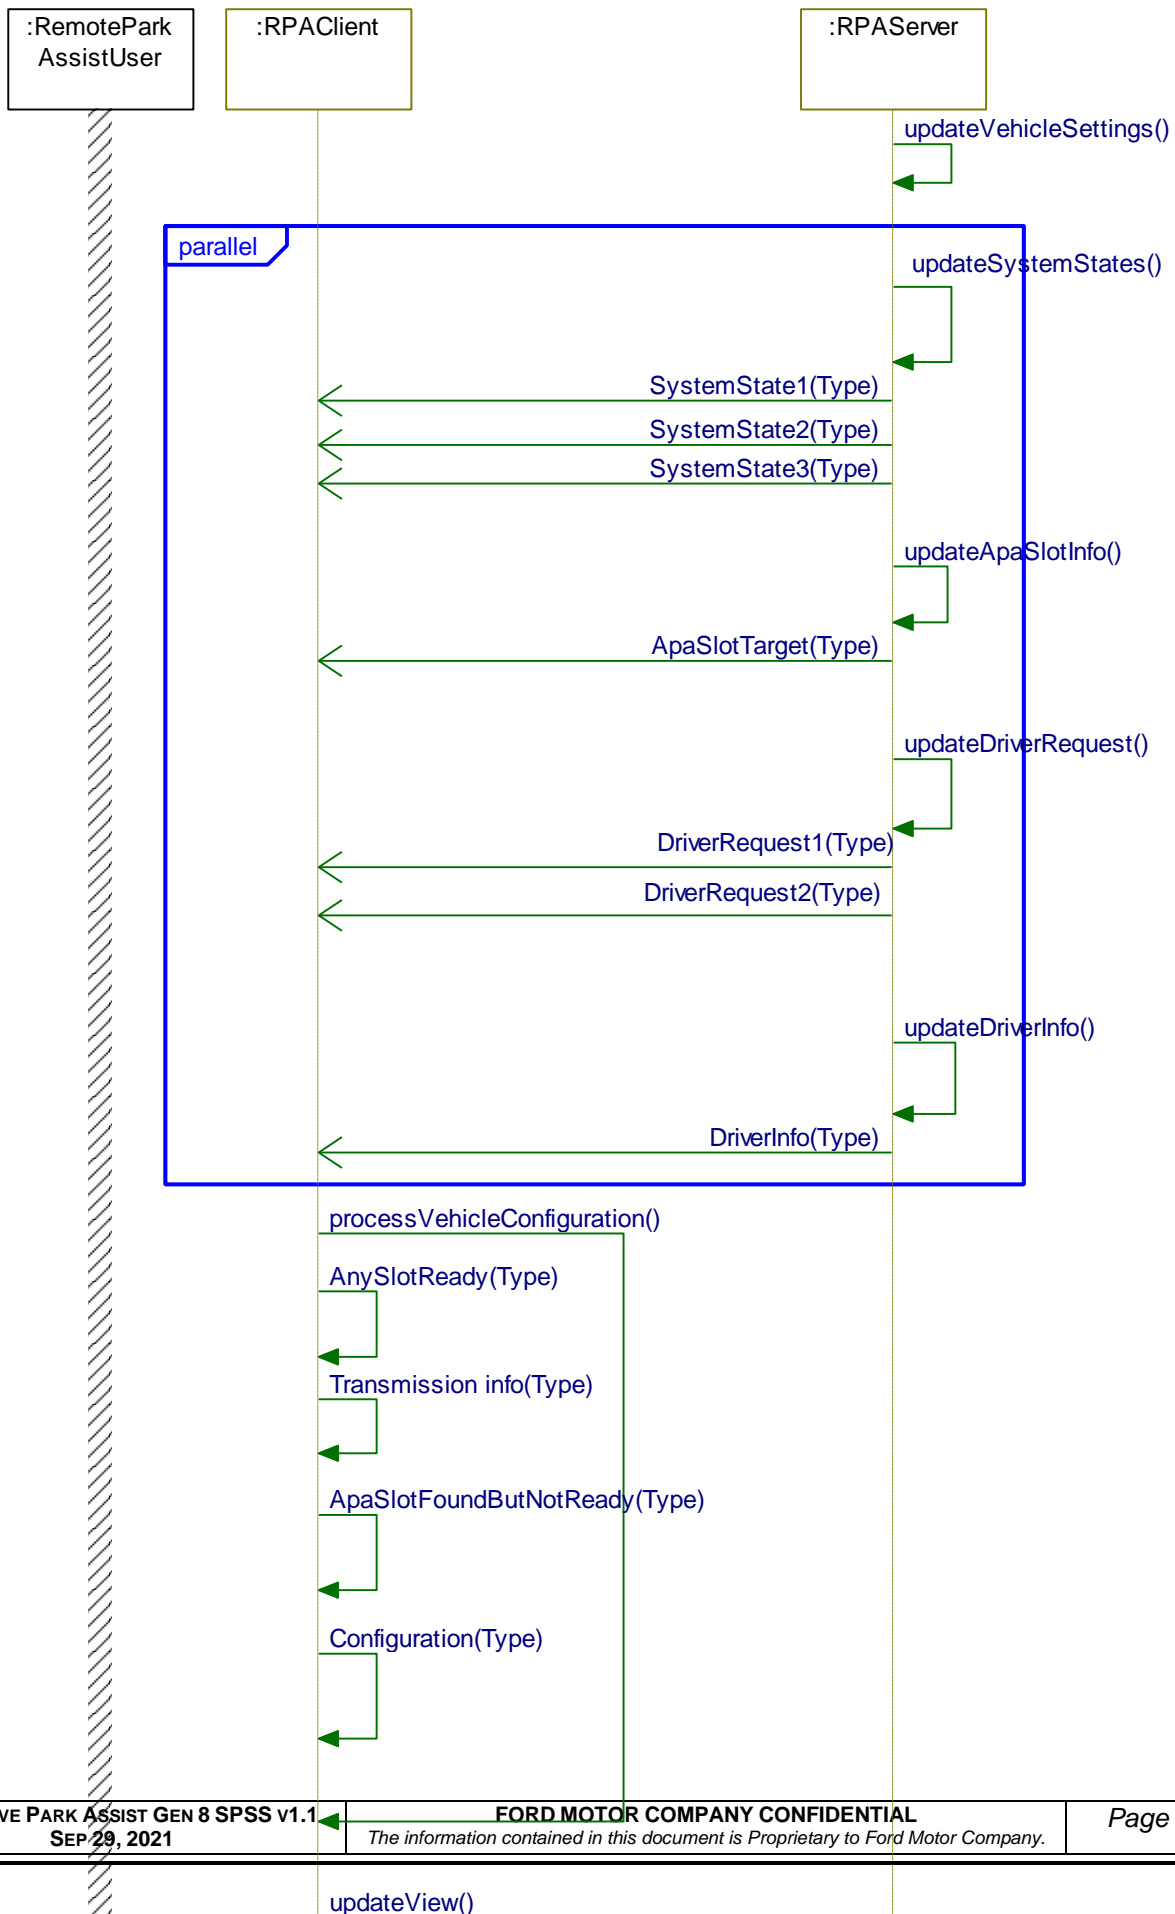 :RemotePark
AssistUser
:RPAClient
:RPAServer
updateVehicleSettings()
parallel
updateSystemStates()
SystemState1(Type)
SystemState2(Type)
SystemState3(Type)
updateApaSlotInfo()
ApaSlotTarget(Type)
updateDriverRequest()
DriverRequest1(Type)
DriverRequest2(Type)
updateDriverInfo()
DriverInfo(Type)
processVehicleConfiguration()
AnySlotReady(Type)
Transmission info(Type)
ApaSlotFoundButNotReady(Type)
Configuration(Type)
VE PARK ASSIST GEN 8 SPSS V1.1
SEP 29, 2021
FORD MOTOR COMPANY CONFIDENTIAL
The information contained in this document is Proprietary to Ford Motor Company.
Page
updateView()